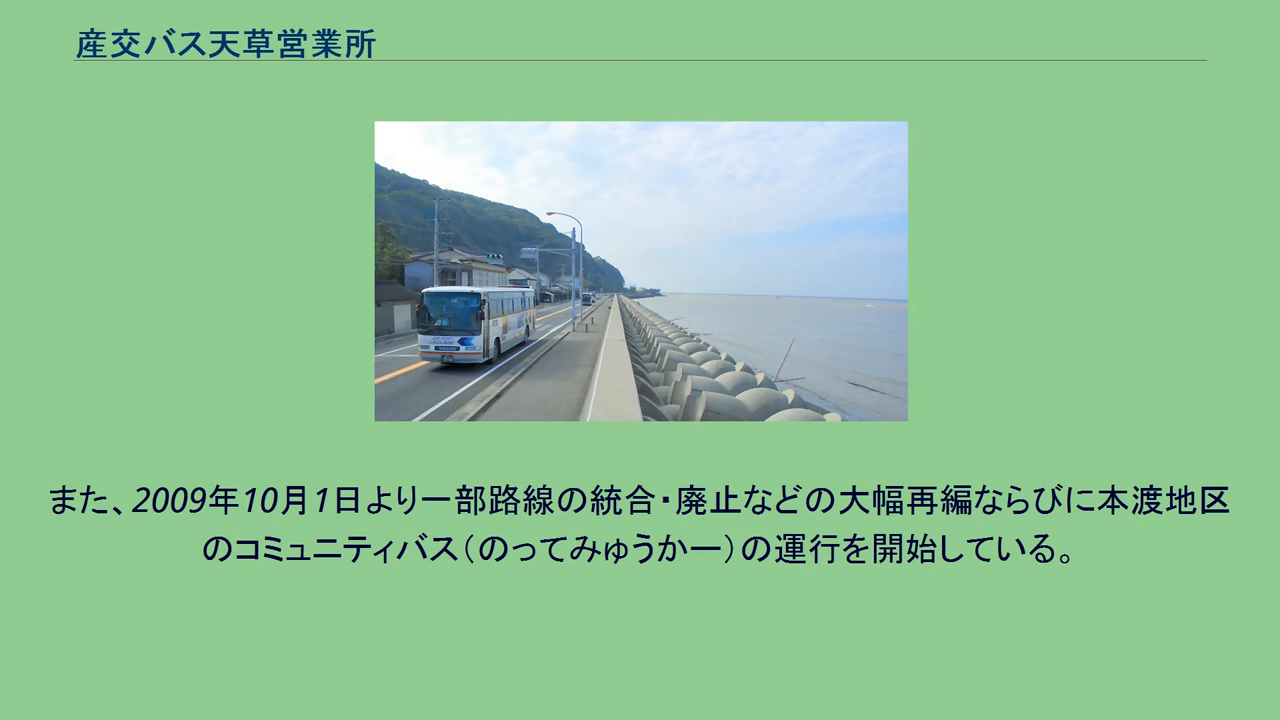 産交バス天草営業所
また、2009年10月1日より一部路線の統合・廃止などの大幅再編ならびに本渡地区
のコミュニティバス（のってみゅうかー）の運行を開始している。